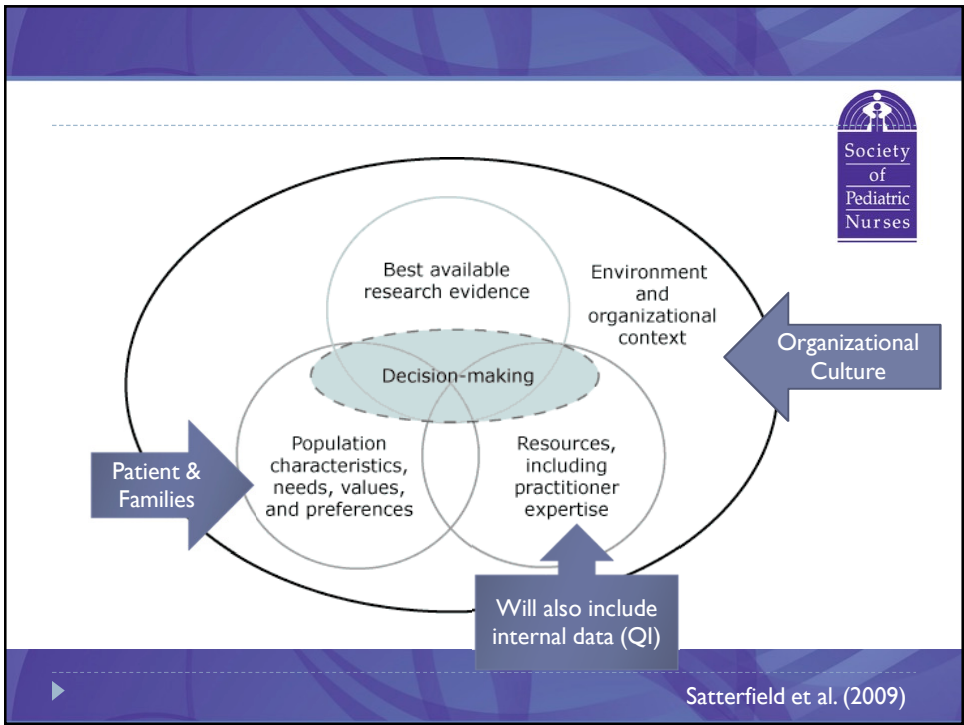 Society
of
Pediatric
Nurses
Best available
research evidence
Environment
and
organizational
context
Organizational
Culture
Decision-making
Population
characteristics,
needs, values,
and preferences
Resources,
including
practitioner
expertise
Patient &
Families
Will also include
internal data (QI)
Satterfield et al. (2009)